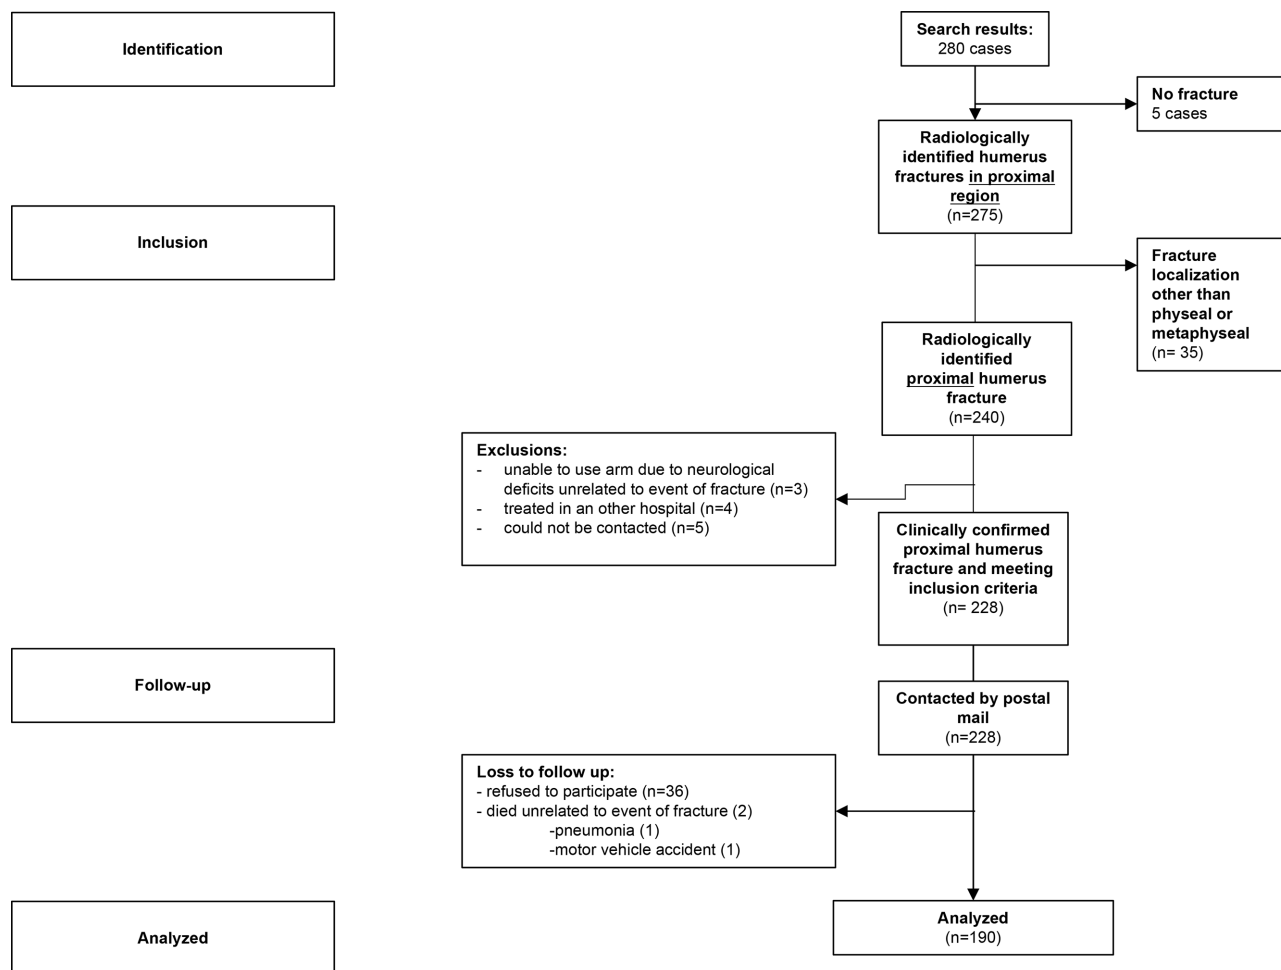 Identification
Search results:
280 cases
No fracture
5 cases
Radiologically
identified humerus
fractures in proximal
region
(n=275)
Inclusion
Fracture
localization
other than
physeal or
metaphyseal
(n= 35)
Radiologically
identified
proximal humerus
fracture
(n=240)
Exclusions:
- unable to use arm due to neurological
deficits unrelated to event of fracture (n=3)
- treated in an other hospital (n=4)
- could not be contacted (n=5)
Clinically confirmed
proximal humerus
fracture and meeting
inclusion criteria
(n= 228)
Follow-up
Contacted by postal
mail
(n=228)
Loss to follow up:
- refused to participate (n=36)
- died unrelated to event of fracture (2)
-pneumonia (1)
-motor vehicle accident (1)
Analyzed
Analyzed
(n=190)